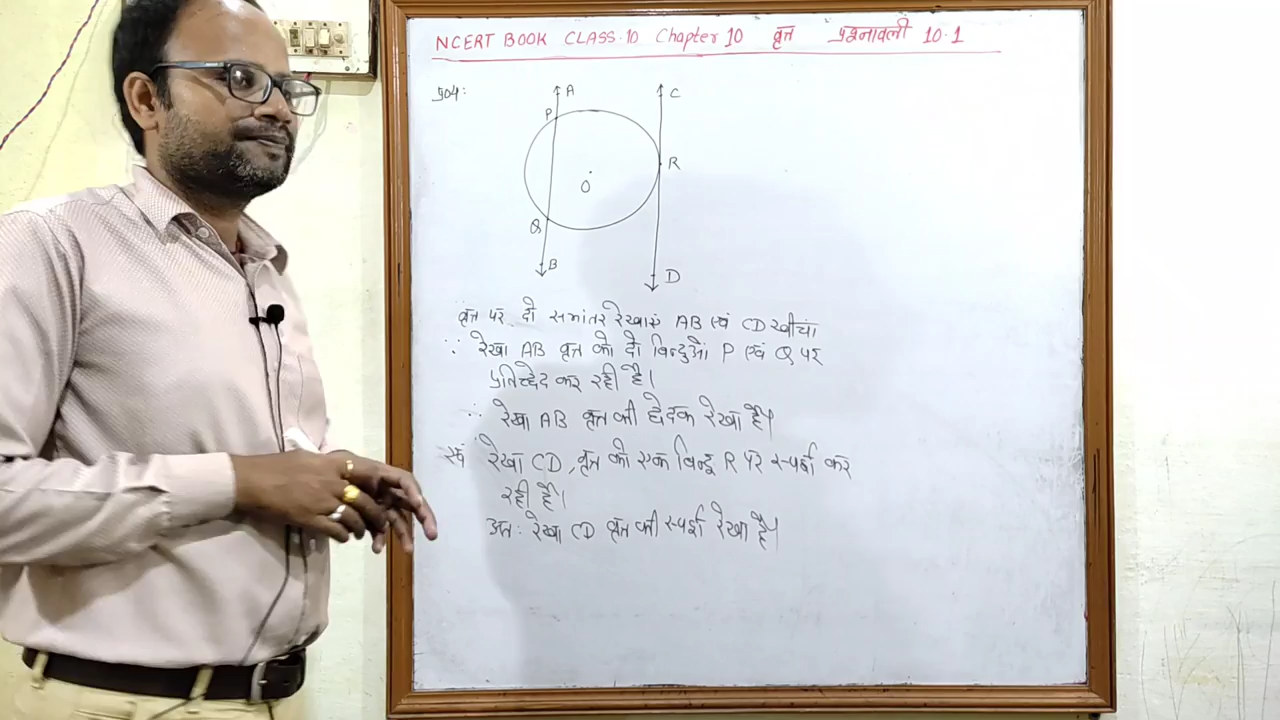 NCERT BOOK CLASS-10 Chapter 10 वृत्त प्रश्नावली 10.1
प्र04:
A
C
P
R
O
Q
B
D
वृत्त पर दो समांतर रेखाएं AB एवं CD खींचा
∵ रेखा AB वृत्त को दो बिन्दुओं P एवं Q पर
प्रतिच्छेद कर रही है।
∴ रेखा AB वृत्त की छेदक रेखा है।
एवं रेखा CD, वृत्त को एक बिन्दु R पर स्पर्श कर
रही है।
अतः रेखा CD वृत्त की स्पर्श रेखा है।